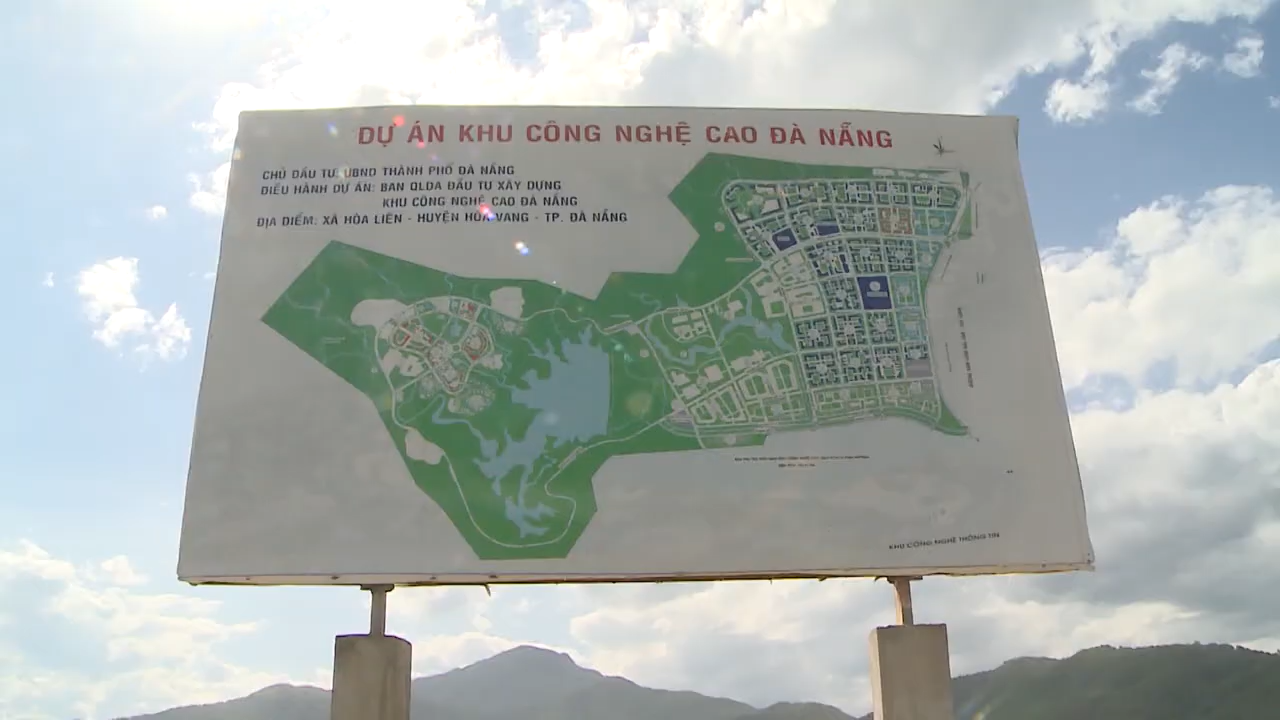 DỰ ÁN KHU CÔNG NGHỆ CAO ĐÀ NẴNG
CHỦ ĐẦU TƯ: UBND THÀNH PHỐ ĐÀ NẴNG
ĐIỀU HÀNH DỰ ÁN: BAN QLDA ĐẦU TƯ XÂY DỰNG
KHU CÔNG NGHỆ CAO ĐÀ NẴNG
ĐỊA ĐIỂM: XÃ HÒA LIÊN - HUYỆN HÒA VANG - TP. ĐÀ NẴNG
KHU CÔNG NGHỆ THÔNG TIN